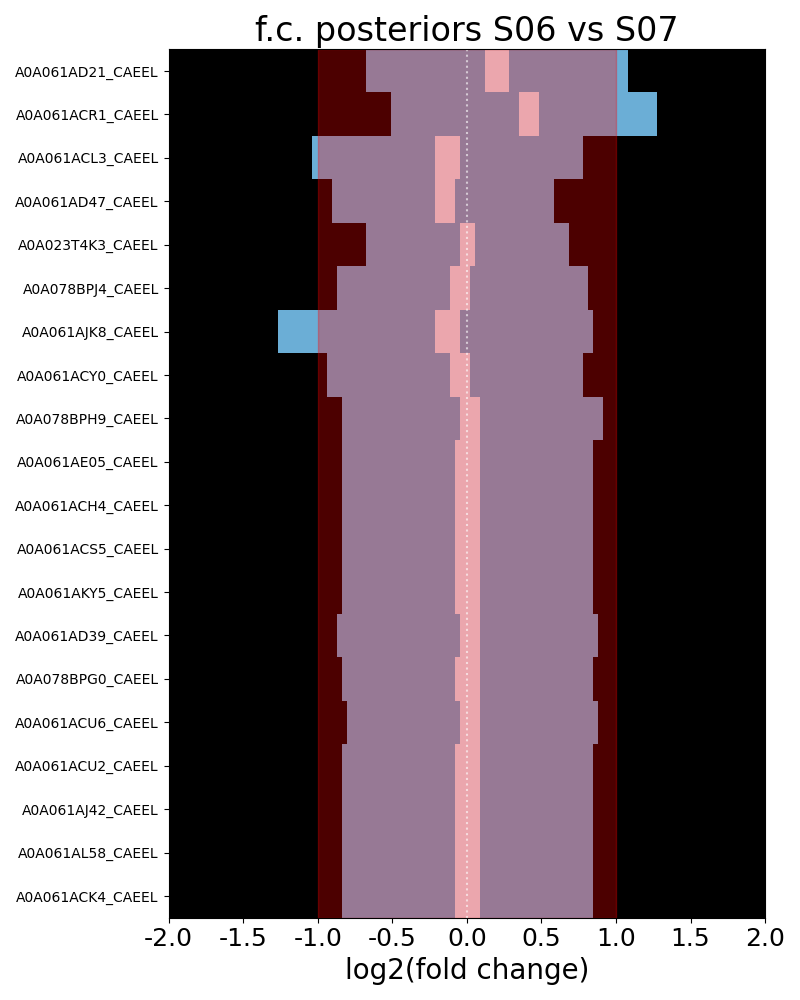 f.c. posteriors S06 vs S07
A0A061AD21_CAEEL
A0A061ACR1_CAEEL
A0A061ACL3_CAEEL
A0A061AD47_CAEEL
A0A023T4K3_CAEEL
A0A078BPJ4_CAEEL
A0A061AJK8_CAEEL
A0A061ACY0_CAEEL
A0A078BPH9_CAEEL
A0A061AE05_CAEEL
A0A061ACH4_CAEEL
A0A061ACS5_CAEEL
A0A061AKY5_CAEEL
A0A061AD39_CAEEL
A0A078BPG0_CAEEL
A0A061ACU6_CAEEL
A0A061ACU2_CAEEL
A0A061AJ42_CAEEL
A0A061AL58_CAEEL
A0A061ACK4_CAEEL
-2.0 -1.5 -1.0 -0.5 0.0 0.5 1.0 1.5 2.0
log2(fold change)